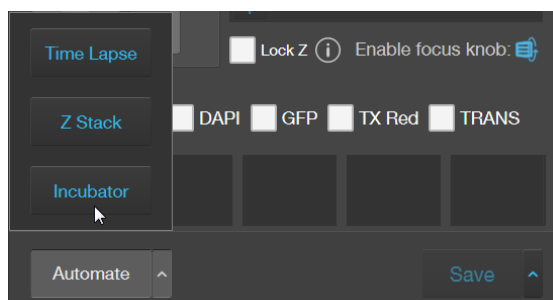 Time Lapse
Lock Z i Enable focus knob:
Z Stack
DAPI GFP TX Red TRANS
Incubator
Automate
Save